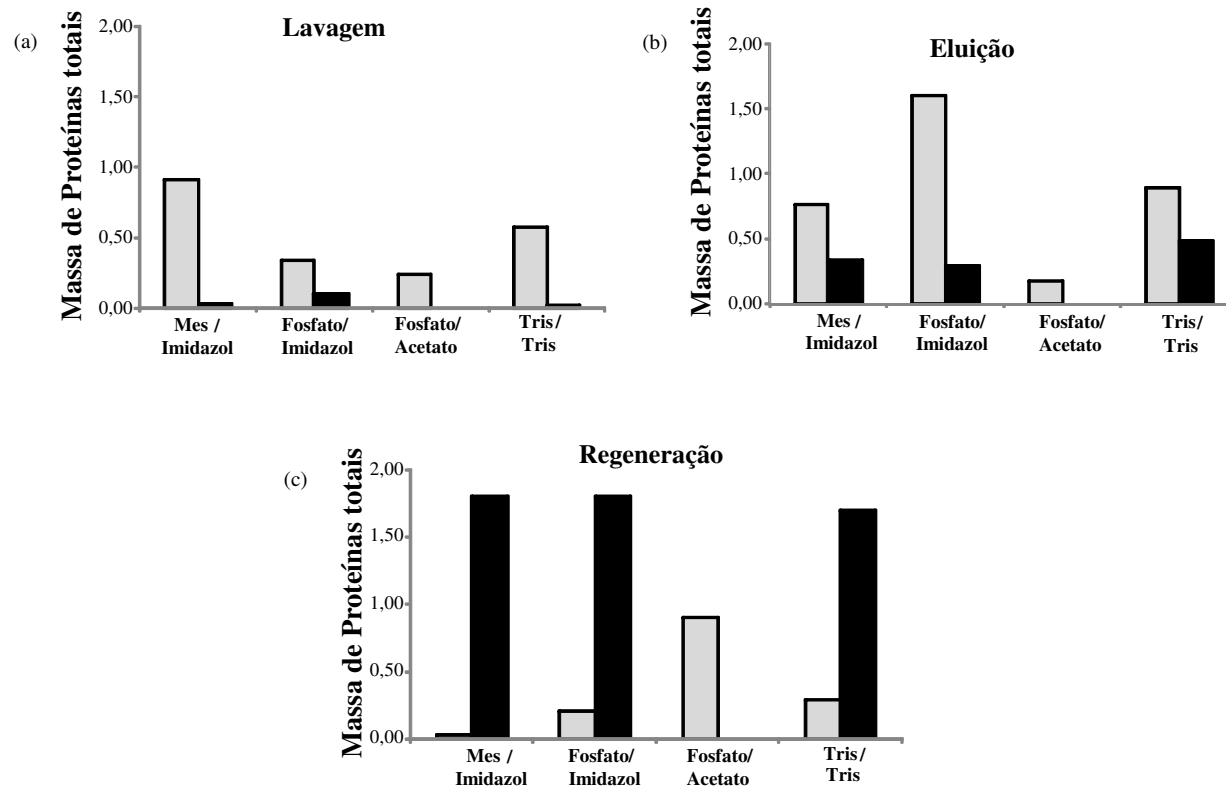 (a)
Lavagem
Massa de Proteínas totais
2,00
1,50
1,00
0,50
0,00
Mes /
Imidazol
Fosfato/
Imidazol
Fosfato/
Acetato
Tris/
Tris
(b)
Eluição
Massa de Proteínas totais
2,00
1,50
1,00
0,50
0,00
Mes /
Imidazol
Fosfato/
Imidazol
Fosfato/
Acetato
Tris/
Tris
(c)
Regeneração
Massa de Proteínas totais
2,00
1,50
1,00
0,50
0,00
Mes /
Imidazol
Fosfato/
Imidazol
Fosfato/
Acetato
Tris /
Tris